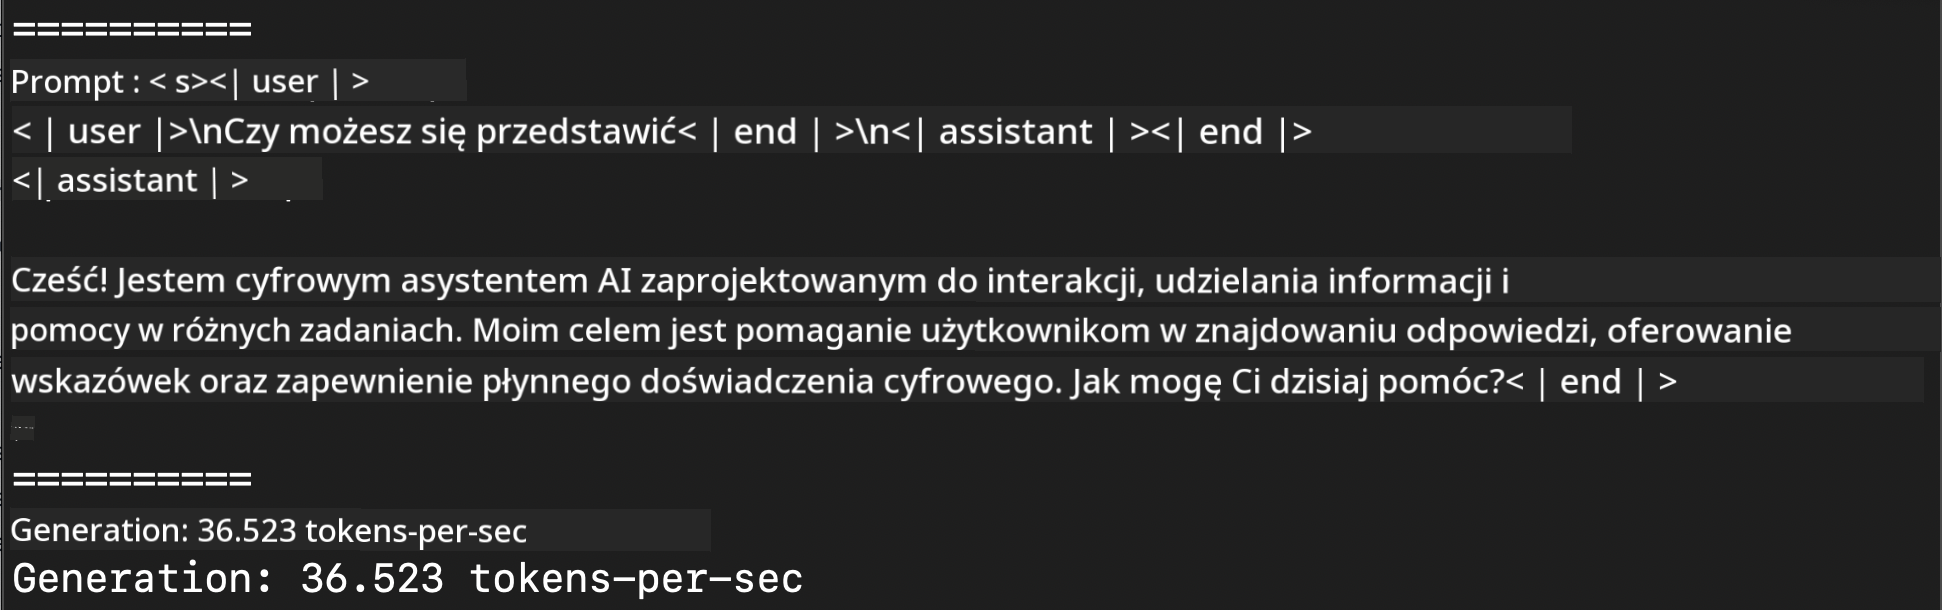 ==========
Prompt : < s><| user | >
< | user |>\nCzy możesz się przedstawić< | end | >\n<| assistant | ><| end |>
<| assistant | >
Cześć! Jestem cyfrowym asystentem AI zaprojektowanym do interakcji, udzielania informacji i
pomocy w różnych zadaniach. Moim celem jest pomaganie użytkownikom w znajdowaniu odpowiedzi, oferowanie
wskazówek oraz zapewnienie płynnego doświadczenia cyfrowego. Jak mogę Ci dzisiaj pomóc?< | end | >
==========
Generation: 36.523 tokens-per-sec
Generation: 36.523 tokens-per-sec